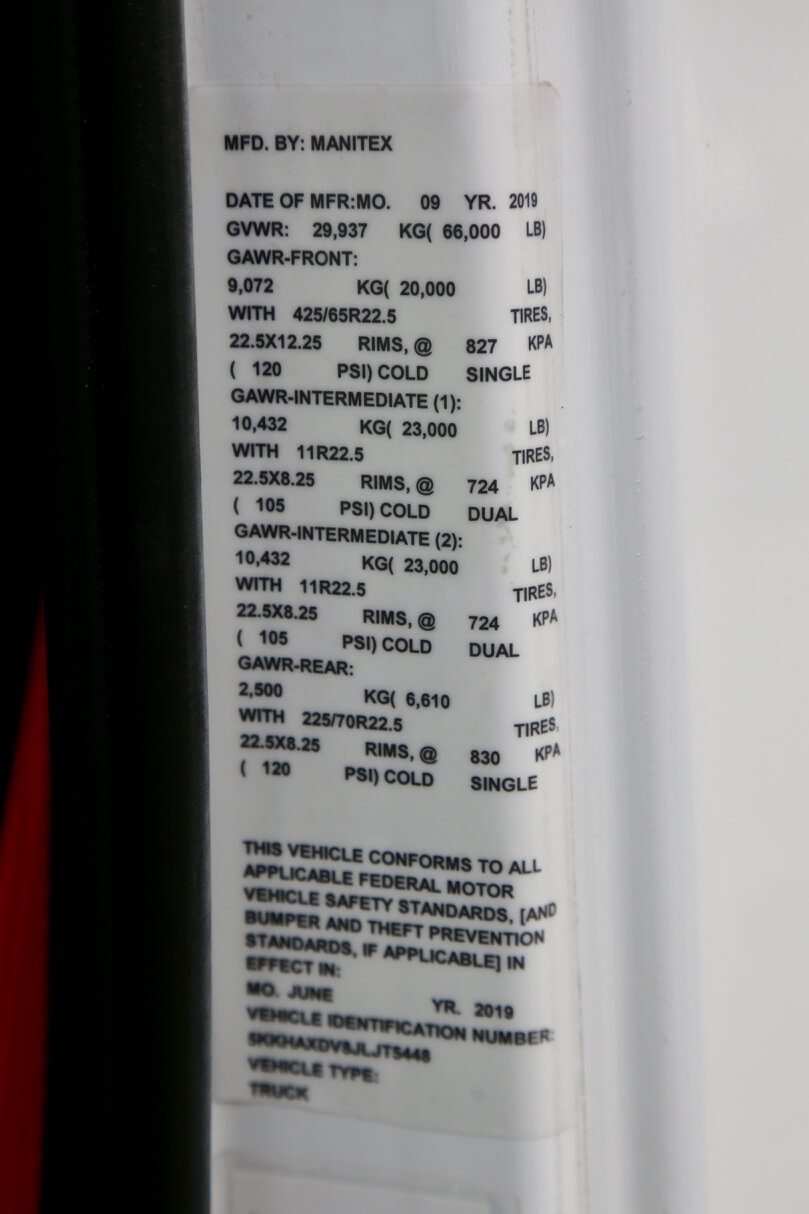 MFD. BY: MANITEX
DATE OF MFR:MO. 09 YR. 2019
GVWR: 29,937 KG( 66,000 LB)
GAWR-FRONT:
9,072 KG( 20,000 LB)
WITH 425/65R22.5 TIRES,
22.5X12.25 RIMS, @ 827 KPA
( 120 PSI) COLD SINGLE
GAWR-INTERMEDIATE (1):
10,432 KG( 23,000 LB)
WITH 11R22.5 TIRES,
22.5X8.25 RIMS, @ 724 KPA
( 105 PSI) COLD DUAL
GAWR-INTERMEDIATE (2):
10,432 KG( 23,000 LB)
WITH 11R22.5 TIRES,
22.5X8.25 RIMS, @ 724 KPA
( 105 PSI) COLD DUAL
GAWR-REAR:
2,500 KG( 6,610 LB)
WITH 225/70R22.5 TIRES,
22.5X8.25 RIMS, @ 830 KPA
( 120 PSI) COLD SINGLE
THIS VEHICLE CONFORMS TO ALL
APPLICABLE FEDERAL MOTOR
VEHICLE SAFETY STANDARDS, [AND
BUMPER AND THEFT PREVENTION
STANDARDS, IF APPLICABLE] IN
EFFECT IN:
MO. JUNE YR. 2019
VEHICLE IDENTIFICATION NUMBER:
VEHICLE TYPE:
TRUCK